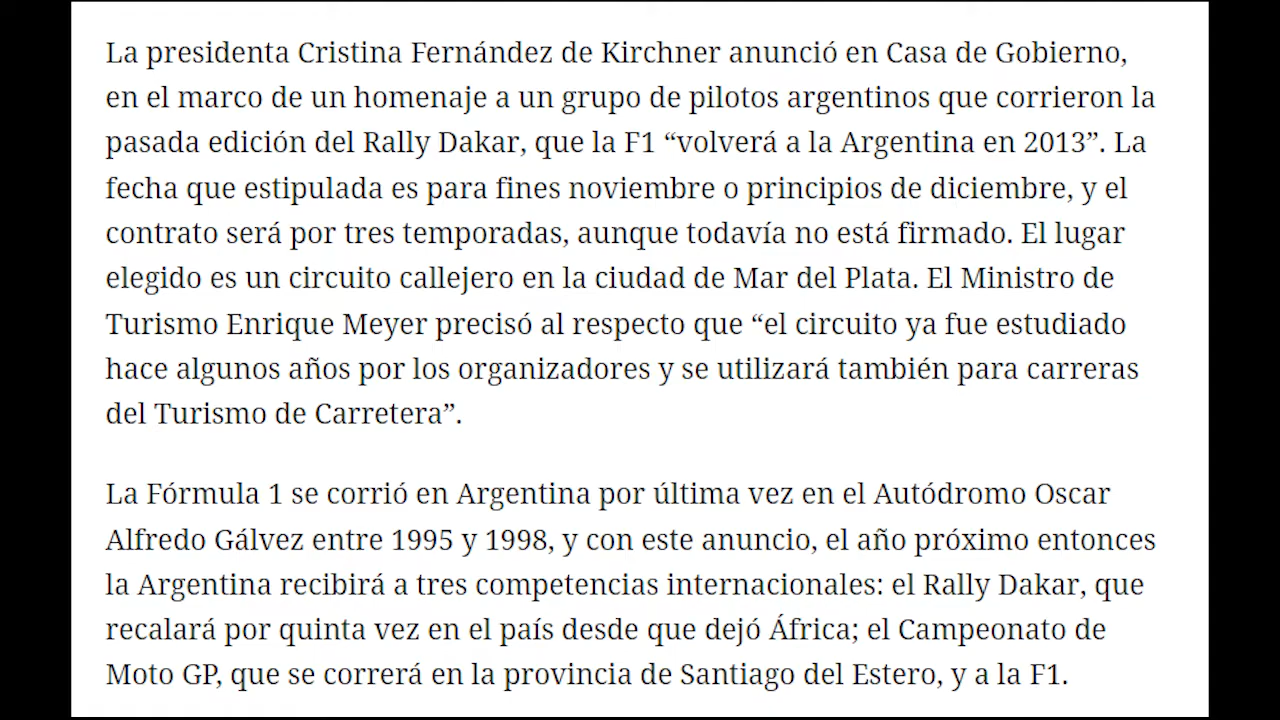 La presidenta Cristina Fernández de Kirchner anunció en Casa de Gobierno,
en el marco de un homenaje a un grupo de pilotos argentinos que corrieron la
pasada edición del Rally Dakar, que la F1 “volverá a la Argentina en 2013”. La
fecha que estipulada es para fines noviembre o principios de diciembre, y el
contrato será por tres temporadas, aunque todavía no está firmado. El lugar
elegido es un circuito callejero en la ciudad de Mar del Plata. El Ministro de
Turismo Enrique Meyer precisó al respecto que “el circuito ya fue estudiado
hace algunos años por los organizadores y se utilizará también para carreras
del Turismo de Carretera”.
La Fórmula 1 se corrió en Argentina por última vez en el Autódromo Oscar
Alfredo Gálvez entre 1995 y 1998, y con este anuncio, el año próximo entonces
la Argentina recibirá a tres competencias internacionales: el Rally Dakar, que
recalará por quinta vez en el país desde que dejó África; el Campeonato de
Moto GP, que se correrá en la provincia de Santiago del Estero, y a la F1.